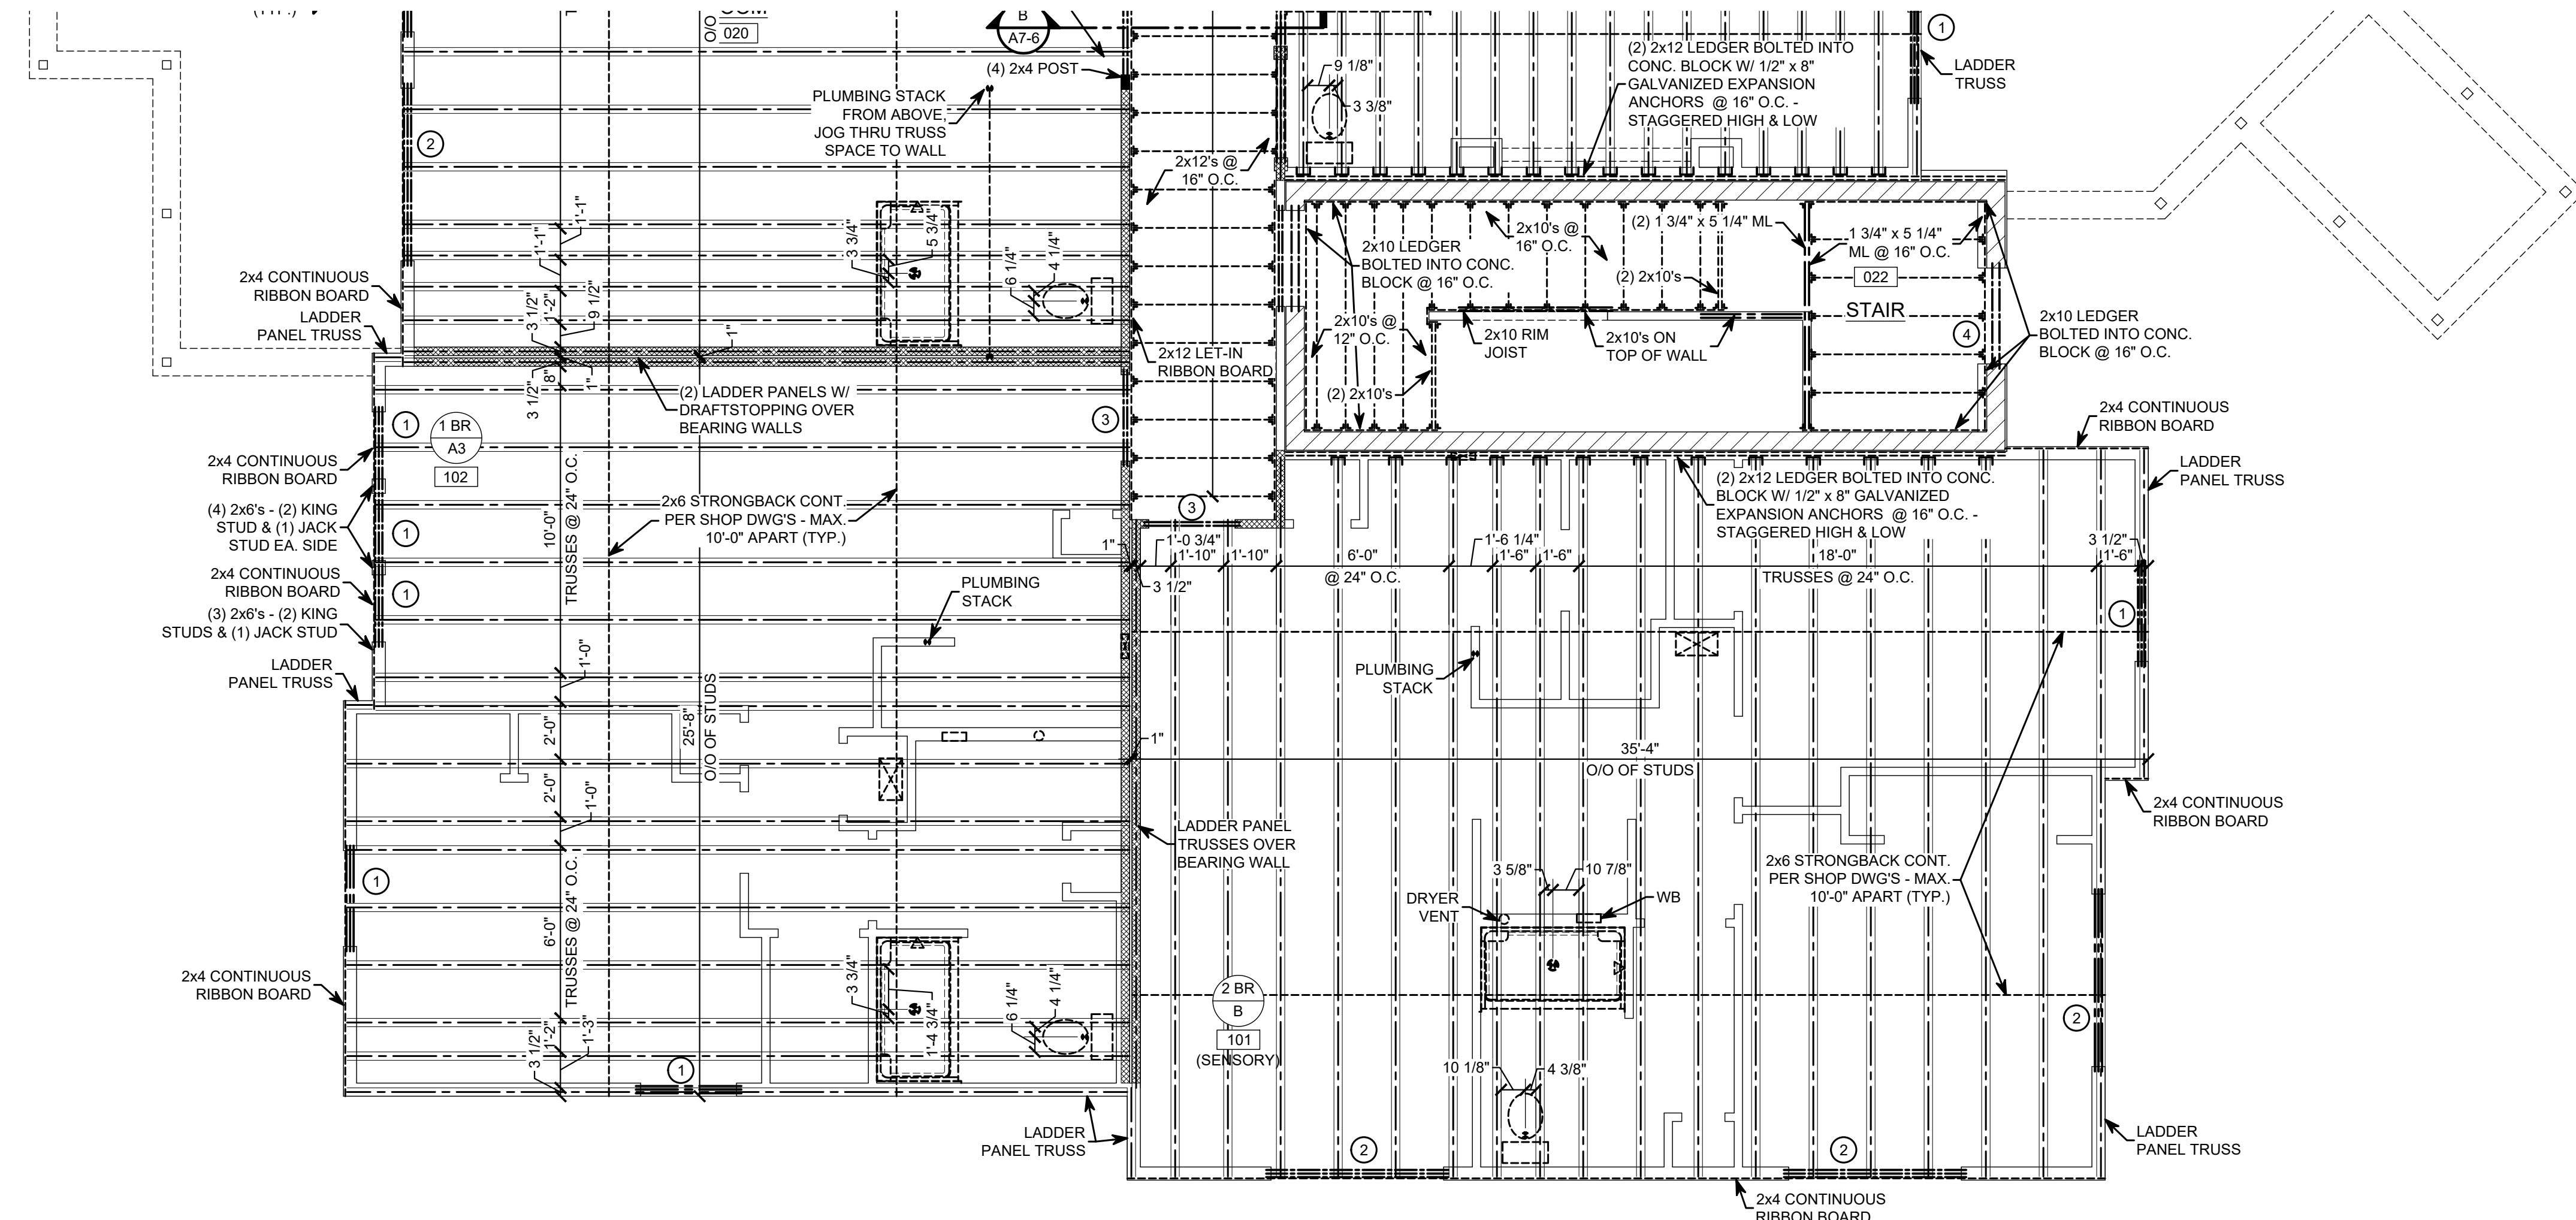 (TYP.)
O/O
020
B
A7-6
(4) 2x4 POST
PLUMBING STACK
FROM ABOVE,
JOG THRU TRUSS
SPACE TO WALL
2
2x12's @
16" O.C.
9 1/8"
3 3/8"
(2) 2x12 LEDGER BOLTED INTO
CONC. BLOCK W/ 1/2" x 8"
GALVANIZED EXPANSION
ANCHORS @ 16" O.C. -
STAGGERED HIGH & LOW
1
LADDER
TRUSS
1'-1"
1'-1"
3 1/2"
1'-2"
9 1/2"
3 3/4"
5 3/4"
6 1/4"
4 1/4"
1"
2x4 CONTINUOUS
RIBBON BOARD
LADDER
PANEL TRUSS
2x12 LET-IN
RIBBON BOARD
2x10 LEDGER
BOLTED INTO CONC.
BLOCK @ 16" O.C.
2x10's @
16" O.C.
(2) 1 3/4" x 5 1/4" ML
(2) 2x10's
1 3/4" x 5 1/4"
ML @ 16" O.C.
022
STAIR
4
2x10's @
12" O.C.
2x10 RIM
JOIST
2x10's ON
TOP OF WALL
(2) 2x10's
2x10 LEDGER
BOLTED INTO CONC.
BLOCK @ 16" O.C.
3 1/2"
8"
1"
(2) LADDER PANELS W/
DRAFTSTOPPING OVER
BEARING WALLS
3
1
1 BR
A3
102
2x4 CONTINUOUS
RIBBON BOARD
(4) 2x6's - (2) KING
STUD & (1) JACK
STUD EA. SIDE
1
2x4 CONTINUOUS
RIBBON BOARD
1
(3) 2x6's - (2) KING
STUDS & (1) JACK STUD
LADDER
PANEL TRUSS
10'-0"
TRUSSES @ 24" O.C.
2x6 STRONGBACK CONT.
PER SHOP DWG'S - MAX.
10'-0" APART (TYP.)
3
2x4 CONTINUOUS
RIBBON BOARD
LADDER
PANEL TRUSS
(2) 2x12 LEDGER BOLTED INTO CONC.
BLOCK W/ 1/2" x 8" GALVANIZED
EXPANSION ANCHORS @ 16" O.C. -
STAGGERED HIGH & LOW
1"
1'-0 3/4"
1'-10"
1'-10"
3 1/2"
6'-0"
@ 24" O.C.
1'-6 1/4"
1'-6"
1'-6"
18'-0"
TRUSSES @ 24" O.C.
3 1/2"
1'-6"
1
PLUMBING
STACK
1'-0"
2'-0"
25'-8"
O/O OF STUDS
2'-0"
1'-0"
PLUMBING
STACK
1"
35'-4"
O/O OF STUDS
2x4 CONTINUOUS
RIBBON BOARD
LADDER PANEL
TRUSSES OVER
BEARING WALL
2x6 STRONGBACK CONT.
PER SHOP DWG'S - MAX.
10'-0" APART (TYP.)
1
6'-0"
TRUSSES @ 24" O.C.
3 5/8"
10 7/8"
DRYER
VENT
WB
2x4 CONTINUOUS
RIBBON BOARD
3 1/2"
1'-2"
1'-3"
3 3/4"
1'-4 3/4"
6 1/4"
4 1/4"
2 BR
B
101
(SENSORY)
2
1
10 1/8"
4 3/8"
LADDER
PANEL TRUSS
2
2
LADDER
PANEL TRUSS
2x4 CONTINUOUS
RIBBON BOARD